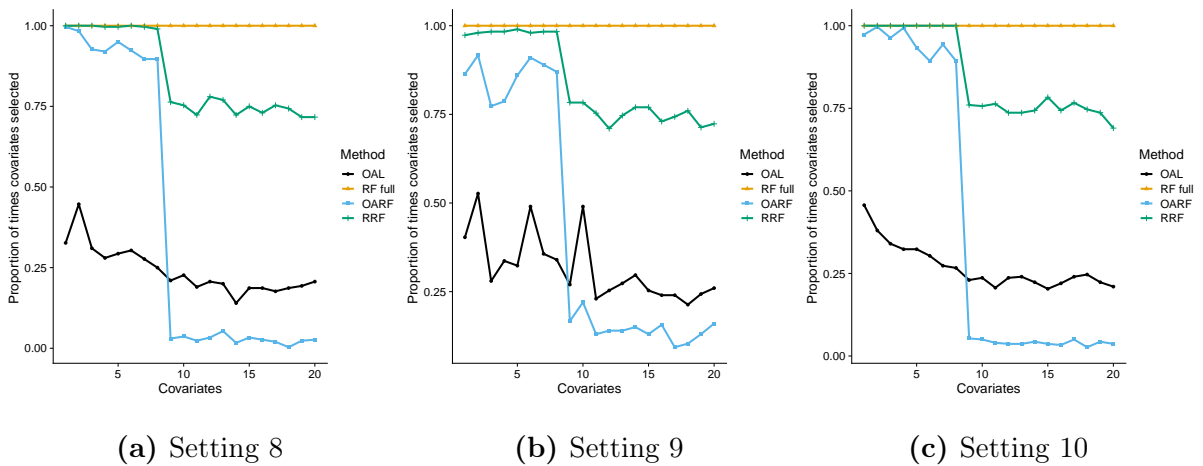 Proportion of times covariates selected
1.00
0.75
0.50
0.25
0.00
5
10
15
20
Covariates
Method
OAL
RF full
OARF
RRF
(a) Setting 8
Proportion of times covariates selected
1.00
0.75
0.50
0.25
5
10
15
20
Covariates
Method
OAL
RF full
OARF
RRF
(b) Setting 9
Proportion of times covariates selected
1.00
0.75
0.50
0.25
0.00
5
10
15
20
Covariates
Method
OAL
RF full
OARF
RRF
(c) Setting 10